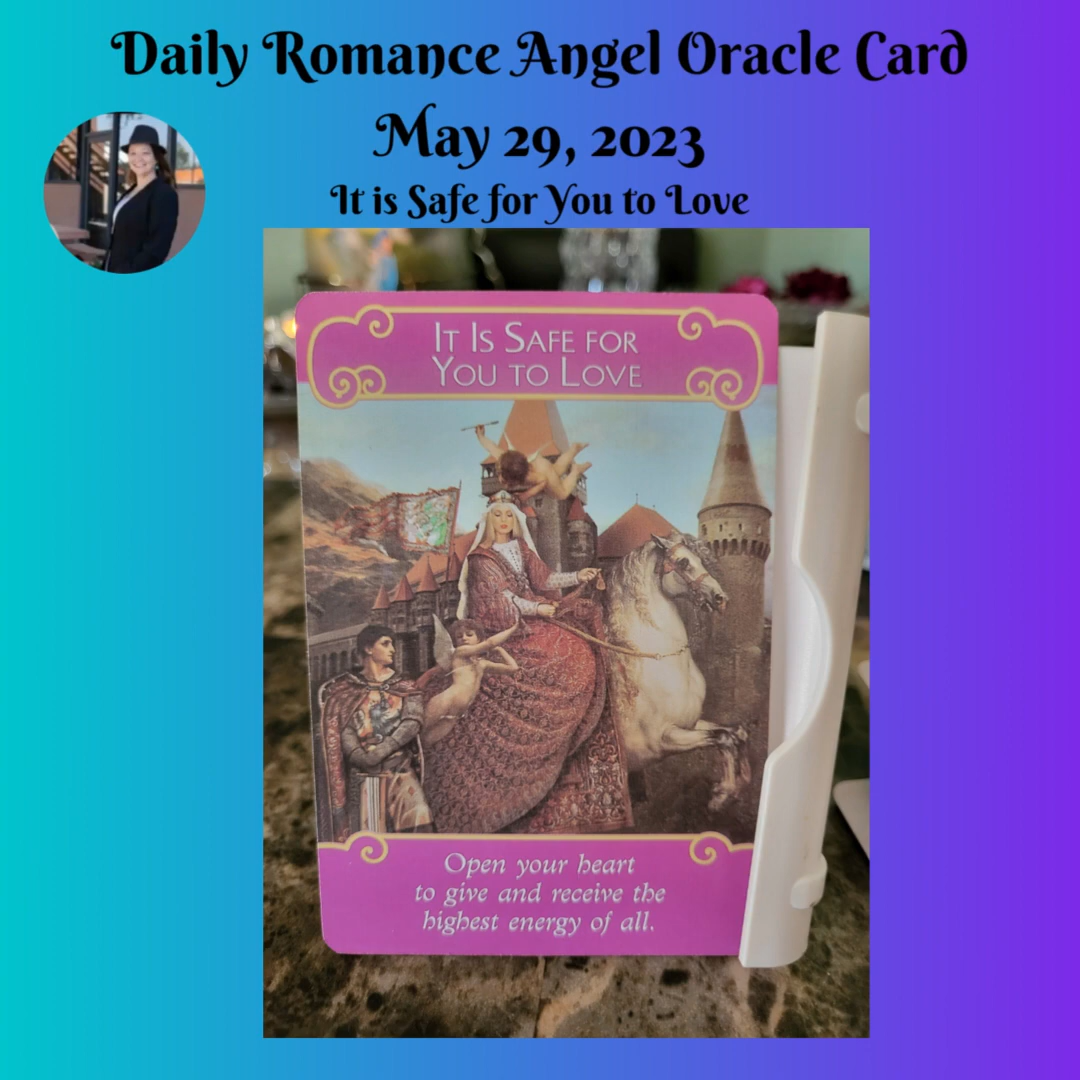 Daily Romance Angel Oracle Card
May 29, 2023
It is Safe for You to Love
It Is Safe for
You to Love
Open your heart
to give and receive the
highest energy of all.